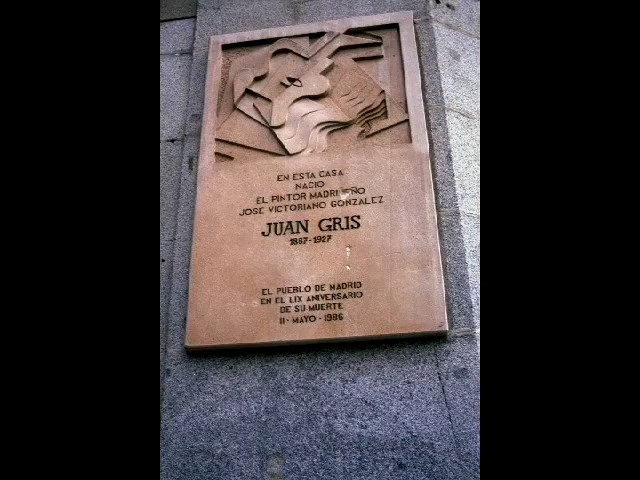 EN ESTA CASA
NACIO
EL PINTOR MADRILEÑO
JOSE VICTORIANO GONZALEZ
JUAN GRIS
1887-1927
EL PUEBLO DE MADRID
EN EL LIX ANIVERSARIO
DE SU MUERTE
11-MAYO-1986